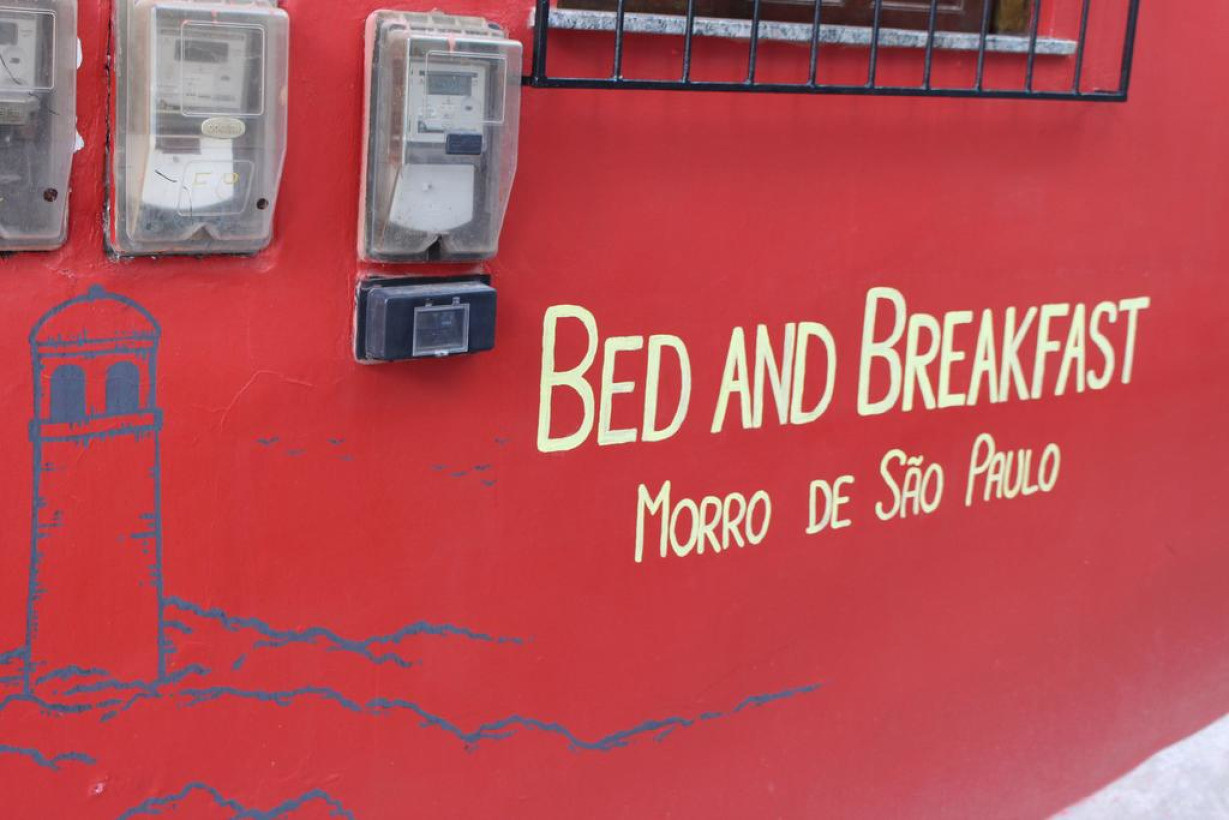 BED AND BREAKFAST
MORRO DE SÃO PAULO